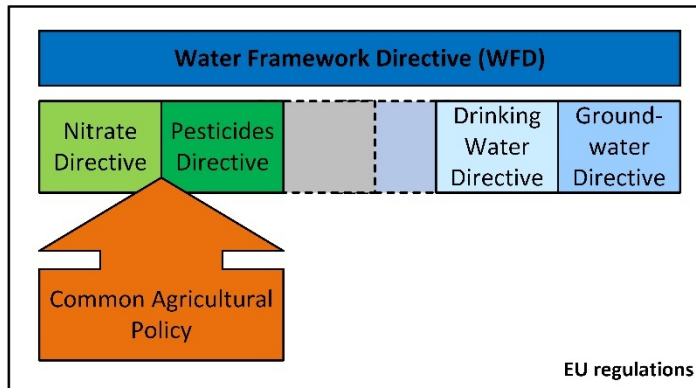 Water Framework Directive (WFD)
Nitrate
Directive
Pesticides
Directive
Drinking
Water
Directive
Ground-
water
Directive
Common Agricultural
Policy
EU regulations